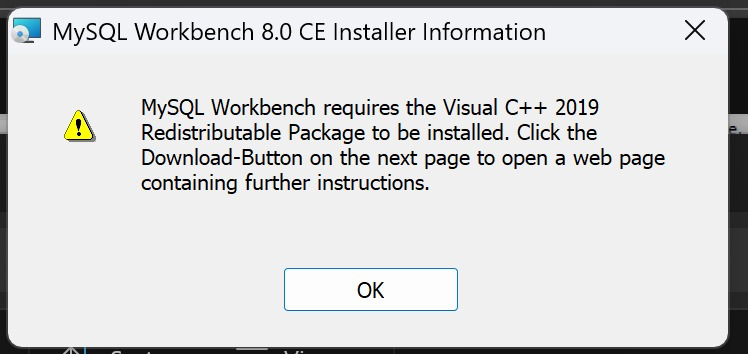 MySQL Workbench 8.0 CE Installer Information
MySQL Workbench requires the Visual C++ 2019
Redistributable Package to be installed. Click the
Download-Button on the next page to open a web page
containing further instructions.
OK